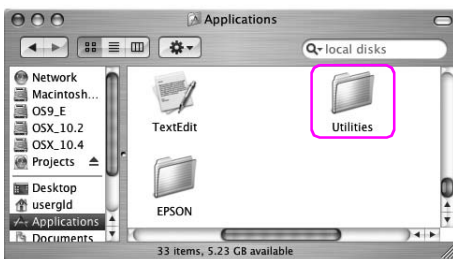 Applications
local disks
Network
Macintosh...
OS9_E
OSX_10.2
OSX_10.4
Projects
Desktop
usergld
Applications
Documents
TextEdit
Utilities
EPSON
33 items, 5.23 GB available